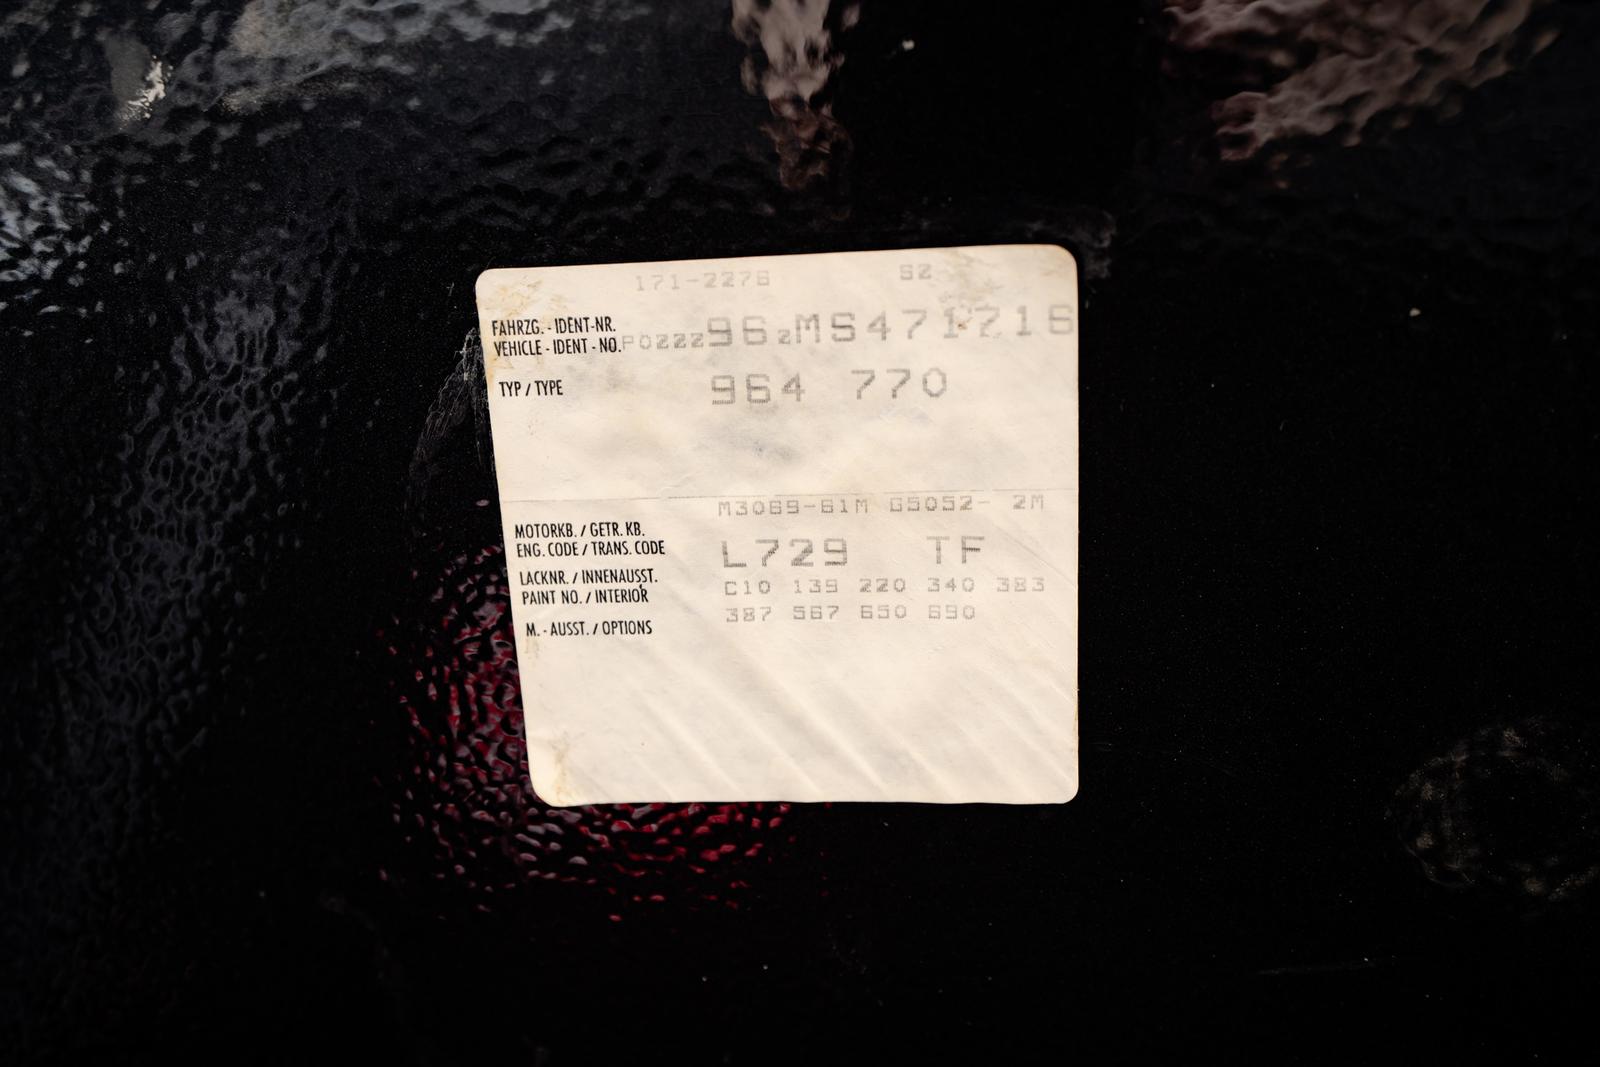 171-2276 SZ
FAHRZG. - IDENT-NR.
VEHICLE - IDENT - NO. P0ZZZ96ZMS471716
TYP / TYPE 964 770
M3069-61M G5052- 2M
MOTORKB. / GETR. KB.
ENG. CODE / TRANS. CODE
L729 TF
LACKNR. / INNENAUSST.
PAINT NO. / INTERIOR
C10 139 220 340 383
387 567 650 690
M. - AUSST. / OPTIONS